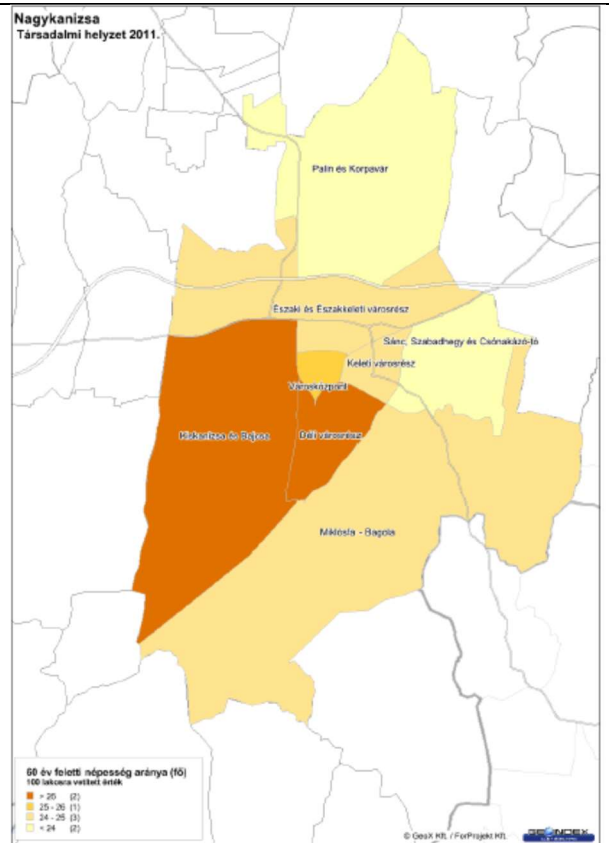 Nagykanizsa
Társadalmi helyzet 2011.
Palin és Korpavár
Északi és Északkeleti városrész
Sánc, Szabadhegy és Csónakázó-tó
Keleti városrész
Városközpont
Kiskanizsa és Bajcsa
Déli városrész
Miklósfa - Bagola
60 év feletti népesség aránya (fő)
100 lakosra vetített érték
> 26 (2)
25 - 26 (1)
24 - 25 (3)
< 24 (2)
© GeoX Kft. / ForProjekt Kft.
GEOINDEX